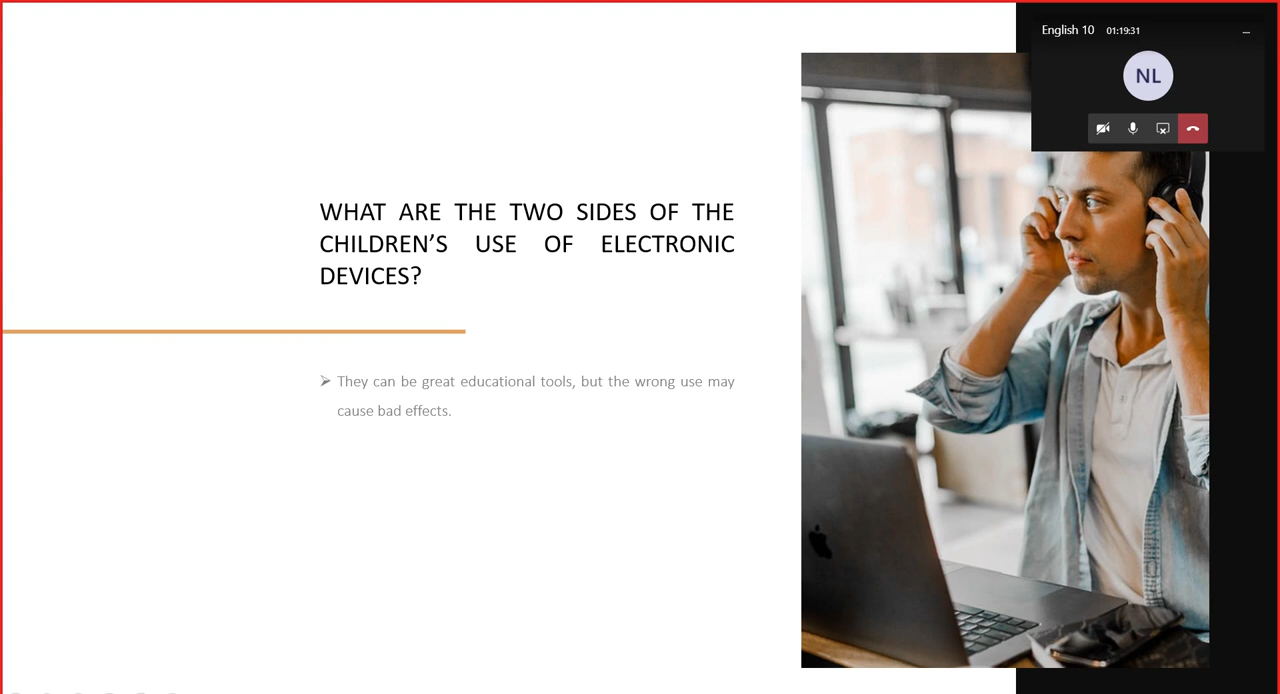 English 10 01:19:31
NL
WHAT ARE THE TWO SIDES OF THE
CHILDREN’S USE OF ELECTRONIC
DEVICES?
➢ They can be great educational tools, but the wrong use may
cause bad effects.